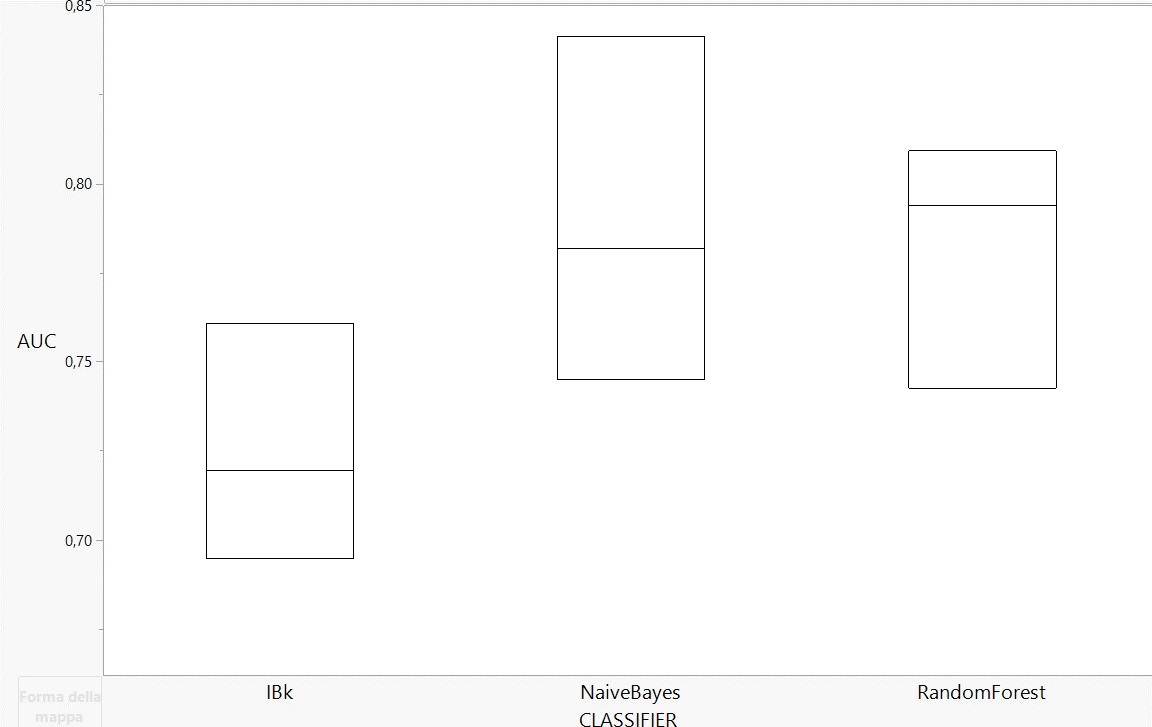 0,85
0,80
AUC
0,75
0,70
IBk NaiveBayes RandomForest
CLASSIFIER
Forma della
mappa